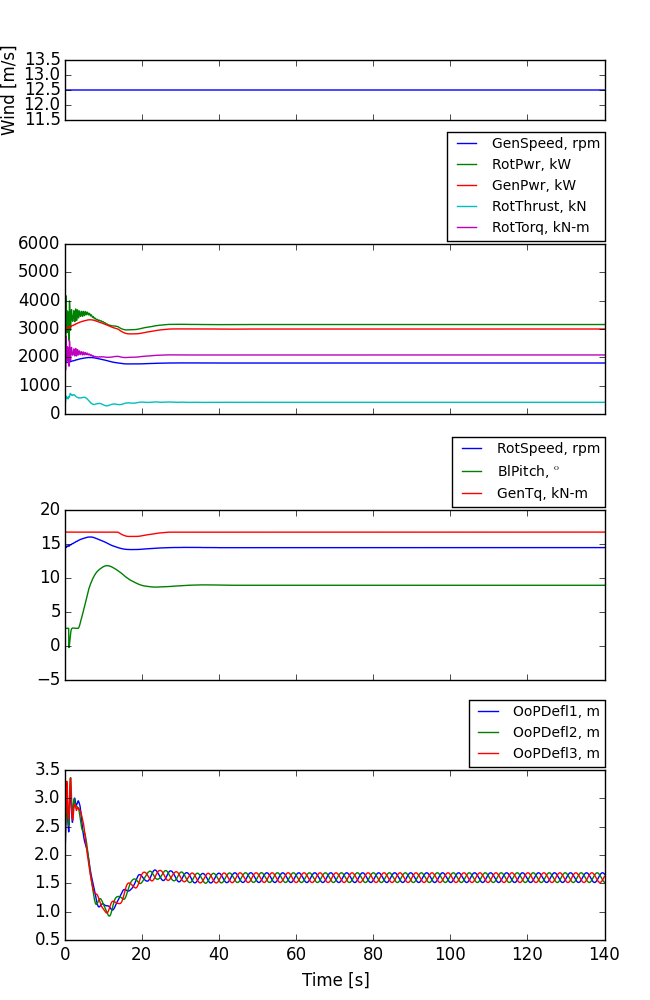 Wind [m/s]
13.5
13.0
12.5
12.0
11.5
GenSpeed, rpm
RotPwr, kW
GenPwr, kW
RotThrust, kN
RotTorq, kN-m
6000
5000
4000
3000
2000
1000
0
RotSpeed, rpm
BlPitch, °
GenTq, kN-m
20
15
10
5
0
−5
OoPDefl1, m
OoPDefl2, m
OoPDefl3, m
3.5
3.0
2.5
2.0
1.5
1.0
0.5
0 20 40 60 80 100 120 140
Time [s]